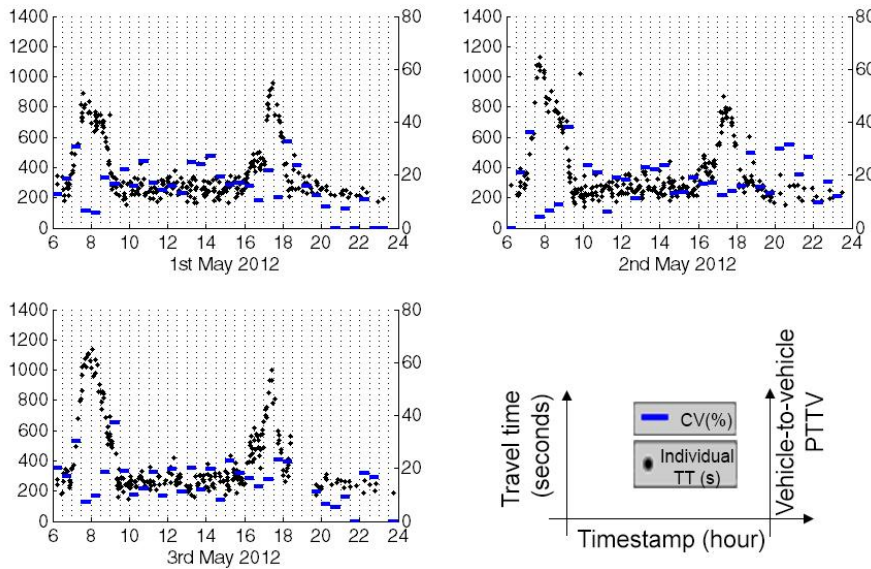 1400
1200
1000
800
600
400
200
0
80
60
40
20
0
6 8 10 12 14 16 18 20 22 24
1st May 2012
1400
1200
1000
800
600
400
200
0
80
60
40
20
0
6 8 10 12 14 16 18 20 22 24
2nd May 2012
1400
1200
1000
800
600
400
200
0
80
60
40
20
0
6 8 10 12 14 16 18 20 22 24
3rd May 2012
Travel time
(seconds)
CV(%)
Individual
TT (s)
Vehicle-to-vehicle
PTTV
Timestamp (hour)